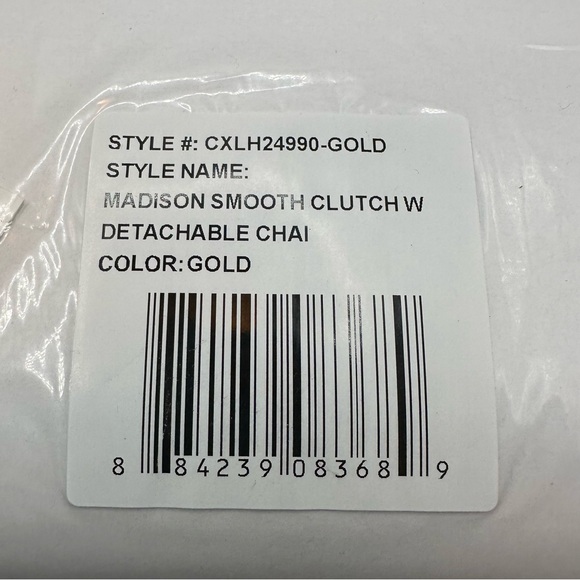 STYLE #: CXLH24990-GOLD
STYLE NAME:
MADISON SMOOTH CLUTCH W
DETACHABLE CHAI
COLOR: GOLD
8 84239 08368 9